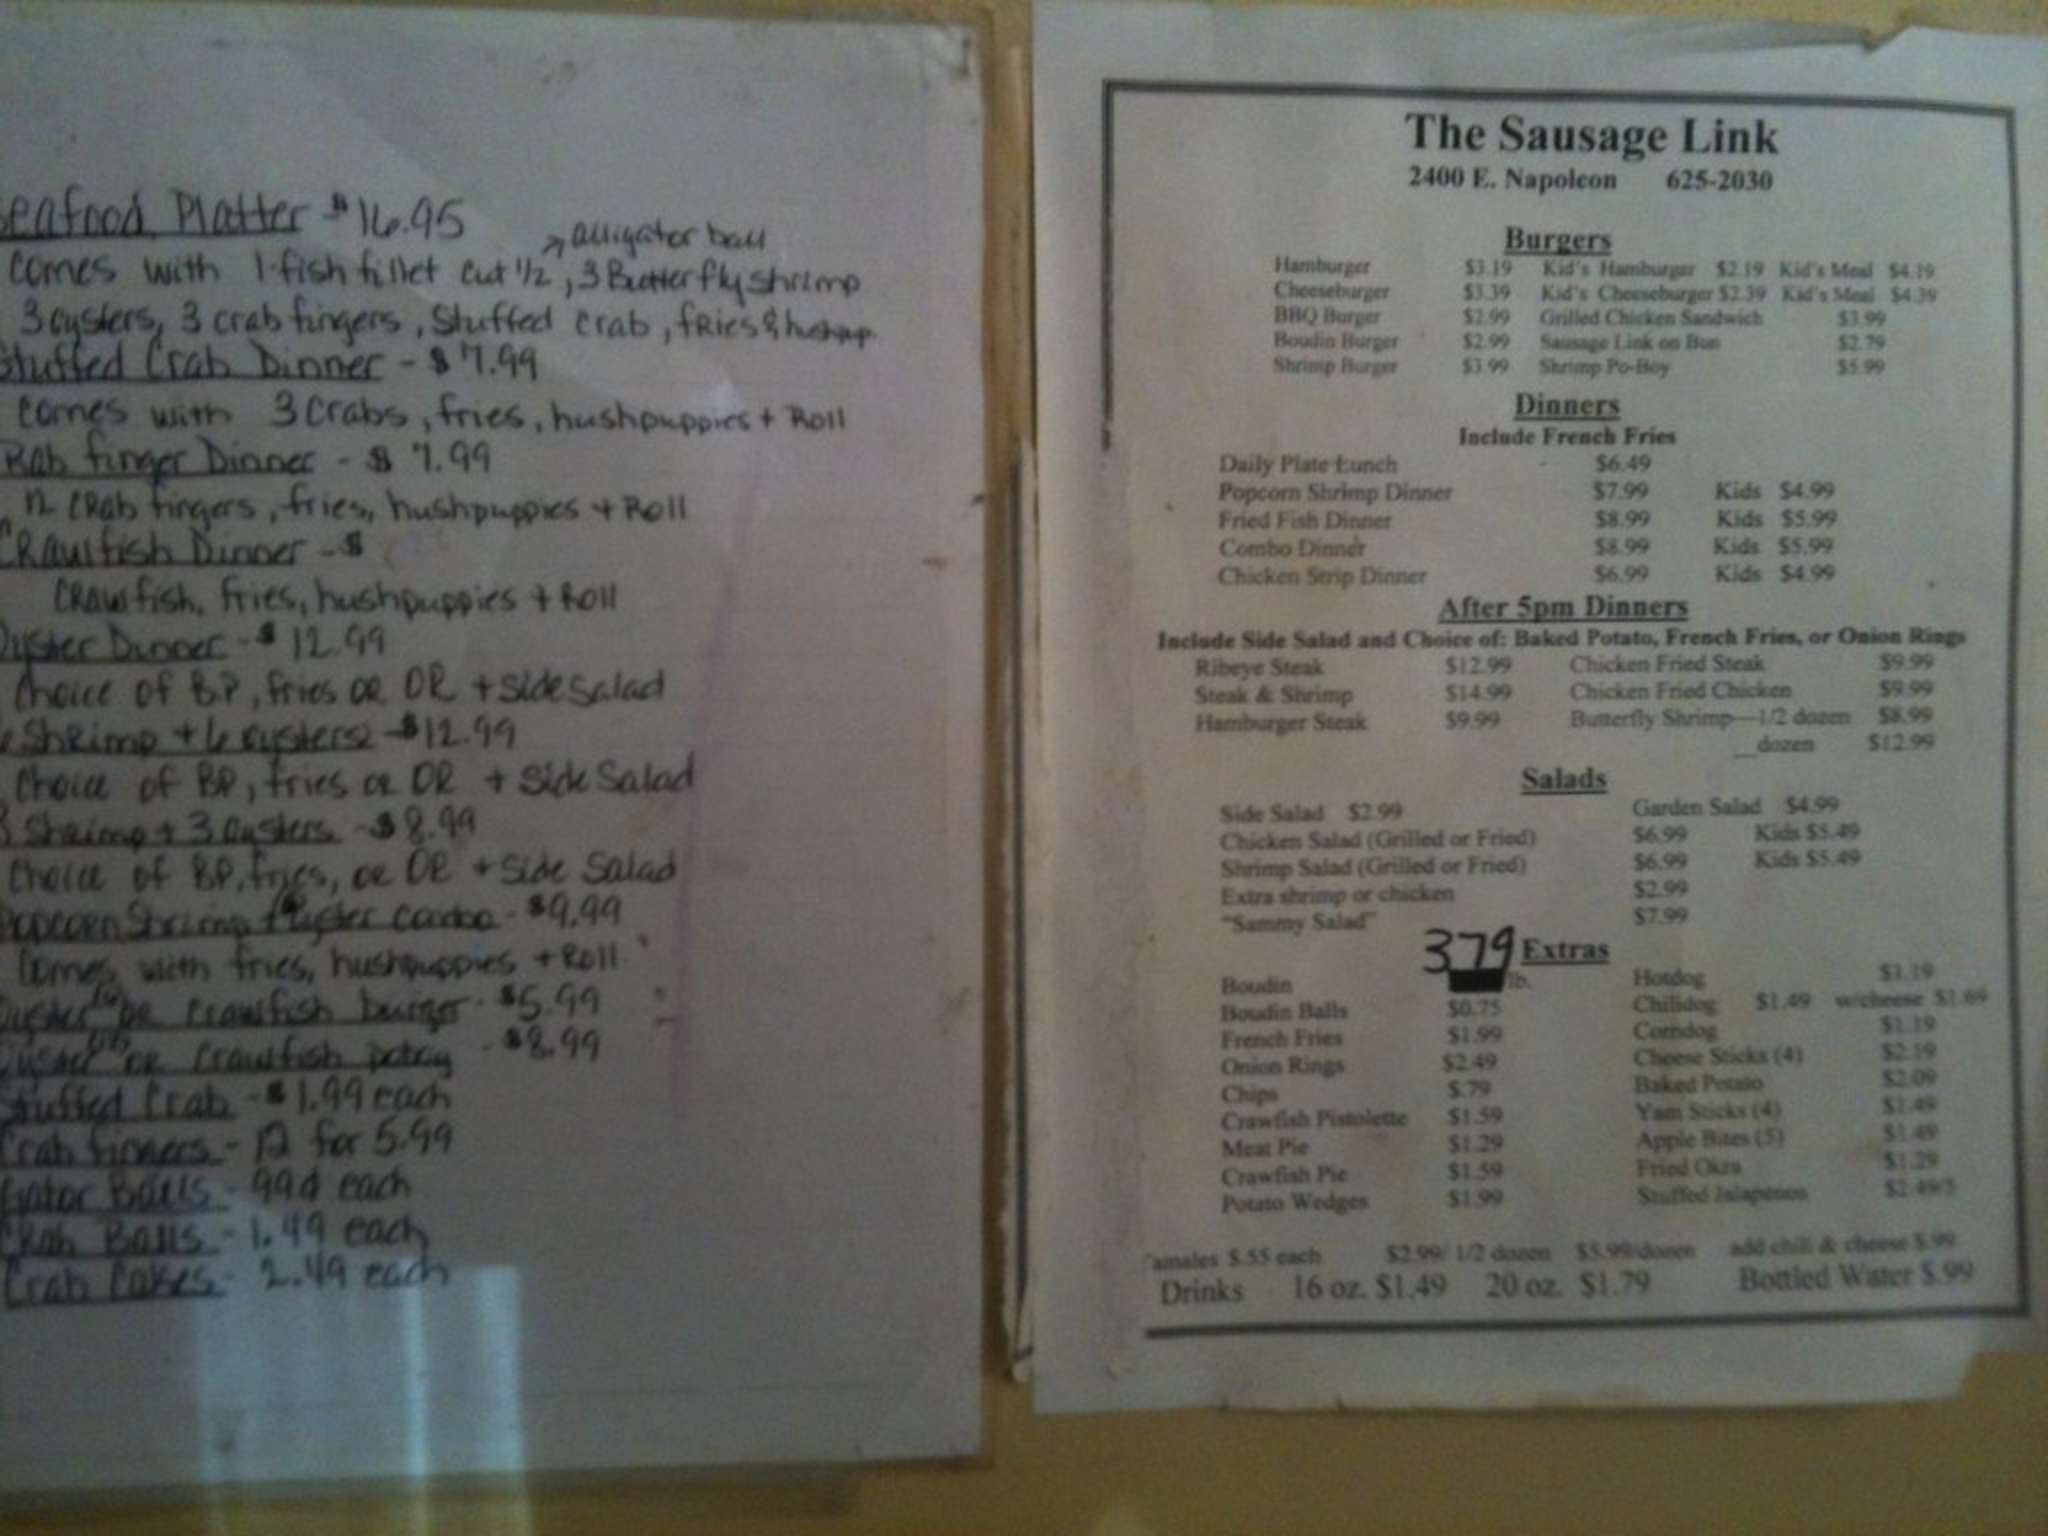 Seafood Platter $16.95
alligator ball
comes with 1-fish fillet cut 1/2, 3 Butterfly shrimp
3 oysters, 3 crab fingers, stuffed crab, fries & hushpup
Stuffed Crab Dinner - $7.99
comes with 3 crabs, fries, hushpuppies + Roll
Crab finger Dinner - $7.99
12 crab fingers, fries, hushpuppies + Roll
Crawfish Dinner - $
Crawfish, fries, hushpuppies + Roll
Oyster Dinner - $12.99
Choice of BP, fries or OR + Side Salad
6 Shrimp + 6 oysters - $12.99
Choice of BP, fries or OR + Side Salad
3 Shrimp + 3 Oysters - $8.99
Choice of BP, fries, or OR + Side Salad
Popcorn Shrimp + oyster combo - $9.99
Comes with fries, hushpuppies + Roll
Oyster or Crawfish burger - $5.99
Oyster or Crawfish poboy - $8.99
Stuffed Crab - $1.99 each
Crab fingers - 12 for 5.99
Gator Balls - 99¢ each
Crab Balls - 1.49 each
Crab Cakes - 2.49 each
The Sausage Link
2400 E. Napoleon 625-2030
Burgers
Hamburger $3.19 Kid's Hamburger $2.19 Kid's Meal $4.19
Cheeseburger $3.39 Kid's Cheeseburger $2.39 Kid's Meal $4.39
BBQ Burger $2.99 Grilled Chicken Sandwich $3.99
Boudin Burger $2.99 Sausage Link on Bun $2.79
Shrimp Burger $3.99 Shrimp Po-Boy $5.99
Dinners
Include French Fries
Daily Plate Lunch $6.49
Popcorn Shrimp Dinner $7.99 Kids $4.99
Fried Fish Dinner $8.99 Kids $5.99
Combo Dinner $8.99 Kids $5.99
Chicken Strip Dinner $6.99 Kids $4.99
After 5pm Dinners
Include Side Salad and Choice of: Baked Potato, French Fries, or Onion Rings
Ribeye Steak $12.99 Chicken Fried Steak $9.99
Steak & Shrimp $14.99 Chicken Fried Chicken $9.99
Hamburger Steak $9.99 Butterfly Shrimp—1/2 dozen $8.99
__dozen $12.99
Salads
Side Salad $2.99 Garden Salad $4.99
Chicken Salad (Grilled or Fried) $6.99 Kids $5.49
Shrimp Salad (Grilled or Fried) $6.99 Kids $5.49
Extra shrimp or chicken $2.99
"Sammy Salad" $7.99
Extras
Boudin 379 lb. Hotdog $1.19
Boudin Balls $0.75 Chilidog $1.49 w/cheese $1.69
French Fries $1.99 Corndog $1.19
Onion Rings $2.49 Cheese Sticks (4) $2.19
Chips $.79 Baked Potato $2.09
Crawfish Pistolette $1.59 Yam Sticks (4) $1.49
Meat Pie $1.29 Apple Bites (5) $1.49
Crawfish Pie $1.59 Fried Okra $1.29
Potato Wedges $1.99 Stuffed Jalapenos $2.49/5
amales $.55 each $2.99/ 1/2 dozen $5.99/dozen add chili & cheese $.99
Drinks 16 oz. $1.49 20 oz. $1.79 Bottled Water $.99